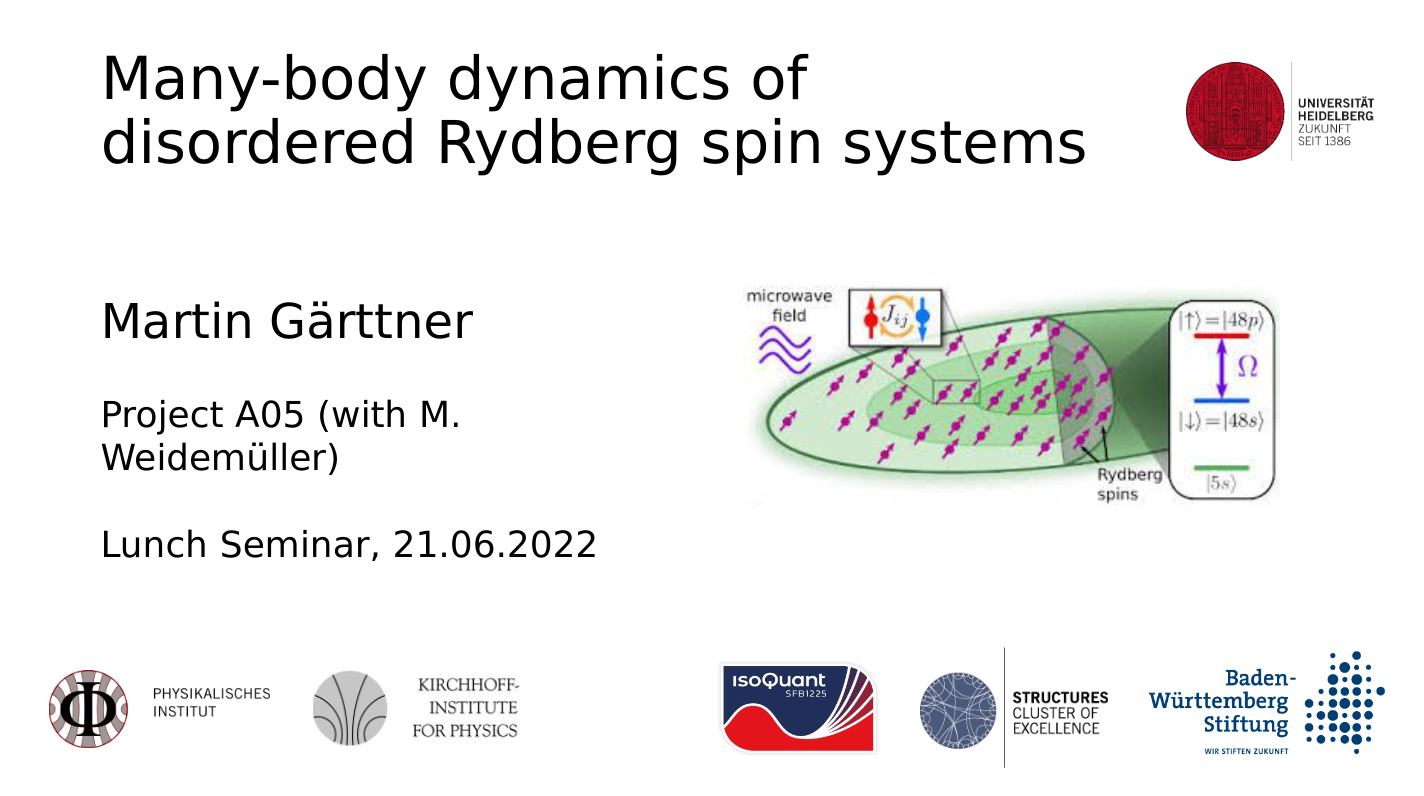 Many-body dynamics of
disordered Rydberg spin systems
UNIVERSITÄT
HEIDELBERG
ZUKUNFT
SEIT 1386
Martin Gärttner
Project A05 (with M.
Weidemüller)
Lunch Seminar, 21.06.2022
microwave
field
J_{ij}
|↑⟩=|48p⟩
Ω
|↓⟩=|48s⟩
|5s⟩
Rydberg
spins
Φ
PHYSIKALISCHES
INSTITUT
KIRCHHOFF-
INSTITUTE
FOR PHYSICS
IsoQuant
SFB1225
STRUCTURES
CLUSTER OF
EXCELLENCE
Baden-
Württemberg
Stiftung
WIR STIFTEN ZUKUNFT